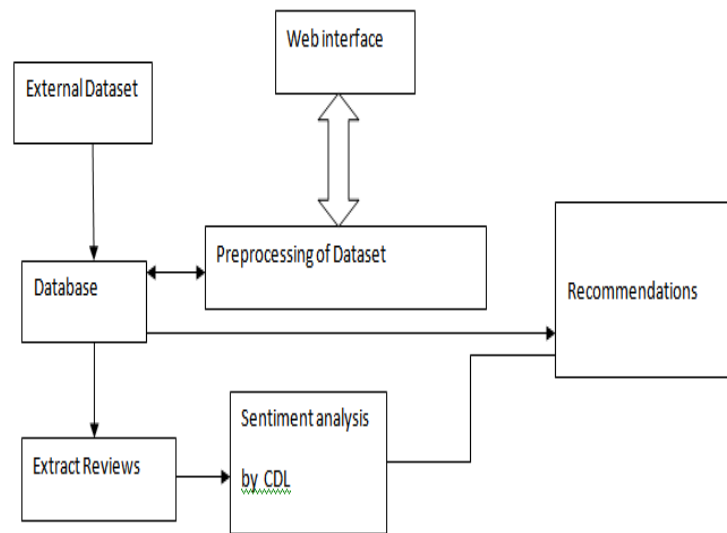 Web interface
External Dataset
Preprocessing of Dataset
Database
Recommendations
Extract Reviews
Sentiment analysis
by CDL